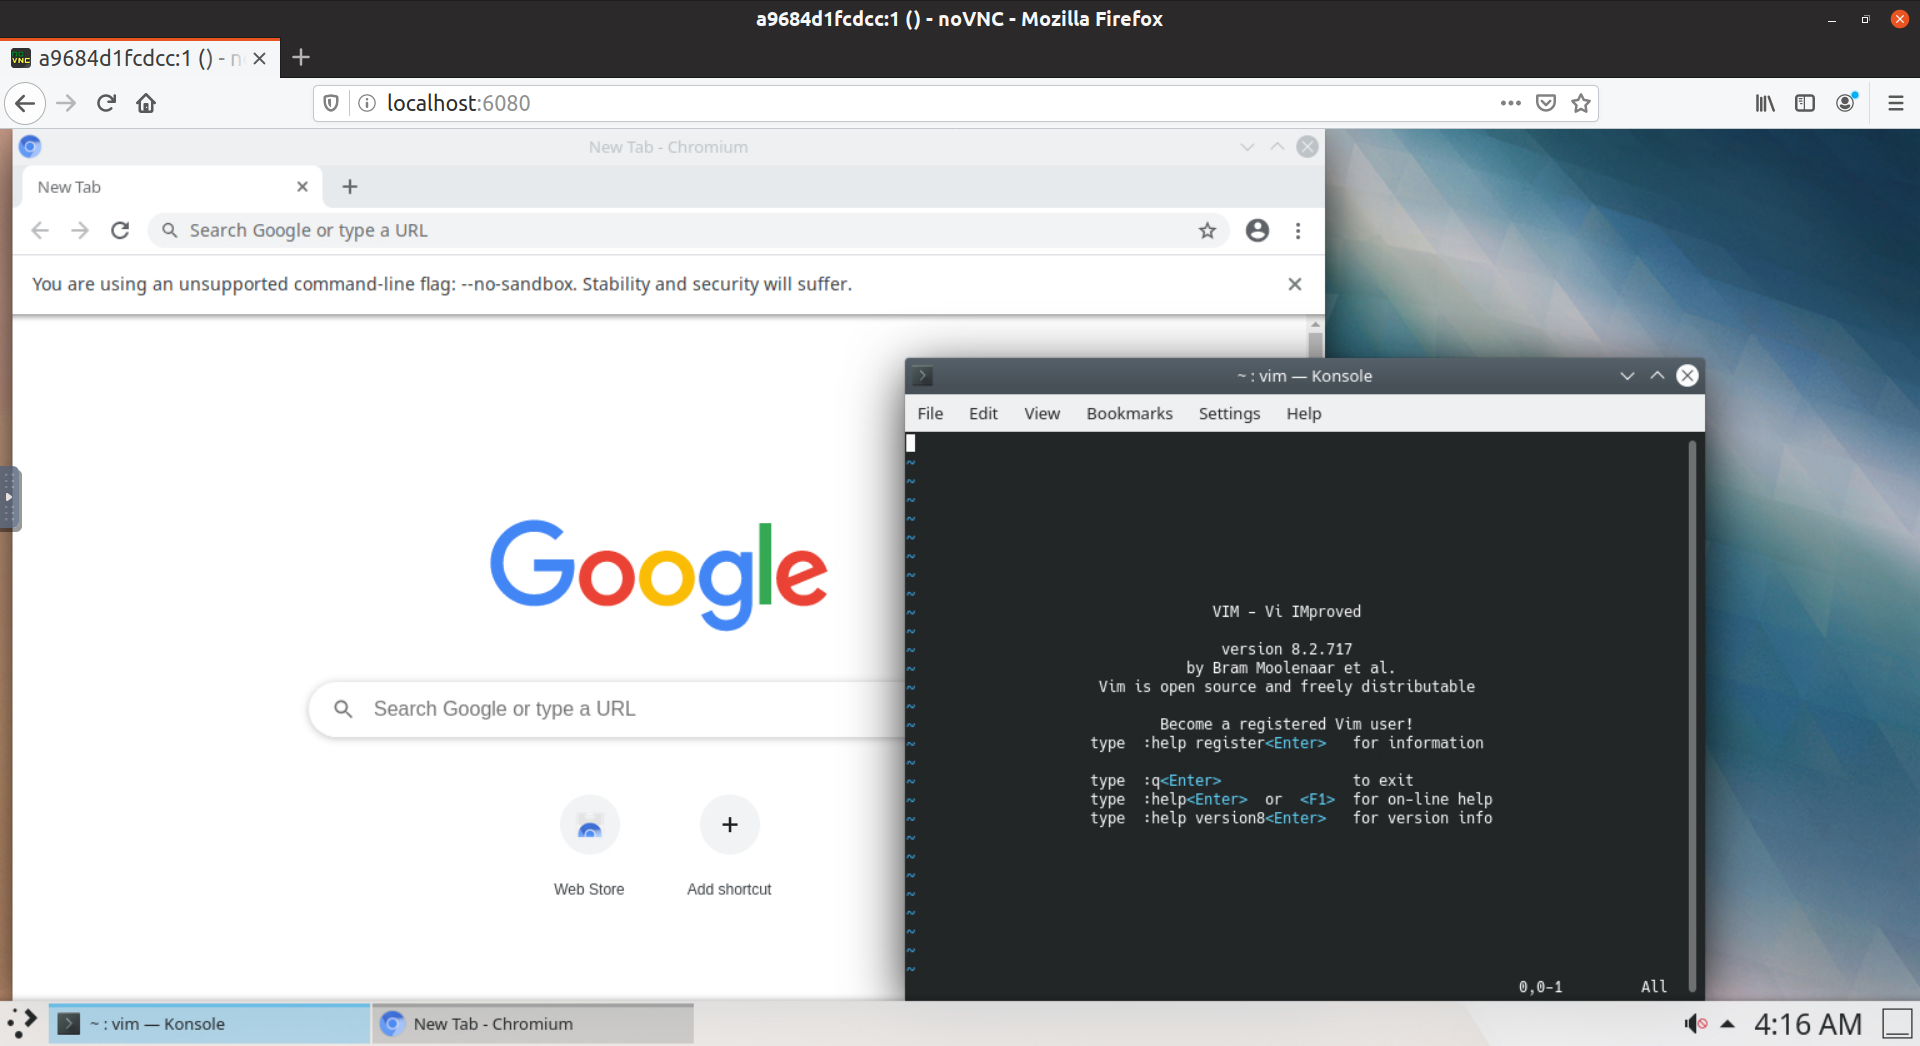 a9684d1fcdcc:1 () - noVNC - Mozilla Firefox
a9684d1fcdcc:1 () - n
localhost:6080
New Tab - Chromium
New Tab
Search Google or type a URL
You are using an unsupported command-line flag: --no-sandbox. Stability and security will suffer.
Google
Search Google or type a URL
Web Store
Add shortcut
~ : vim — Konsole
File Edit View Bookmarks Settings Help
~
~
~
~
~
~
~
~
~ VIM - Vi IMproved
~
~ version 8.2.717
~ by Bram Moolenaar et al.
~ Vim is open source and freely distributable
~
~ Become a registered Vim user!
~ type :help register<Enter> for information
~
~ type :q<Enter> to exit
~ type :help<Enter> or <F1> for on-line help
~ type :help version8<Enter> for version info
~
~
~
~
~
~
~
~
0,0-1 All
~ : vim — Konsole
New Tab - Chromium
4:16 AM